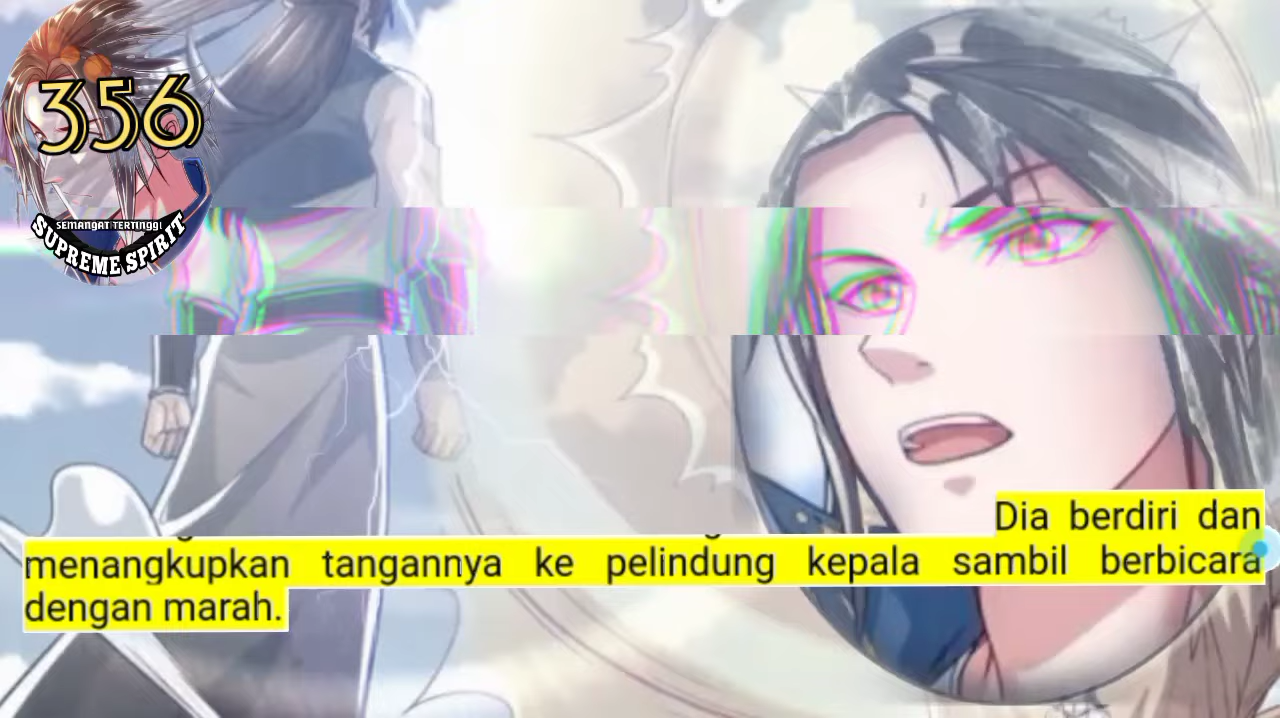 356
SEMANGAT TERTINGGI
SUPREME SPIRIT
Dia berdiri dan
menangkupkan tangannya ke pelindung kepala sambil berbicara
dengan marah.